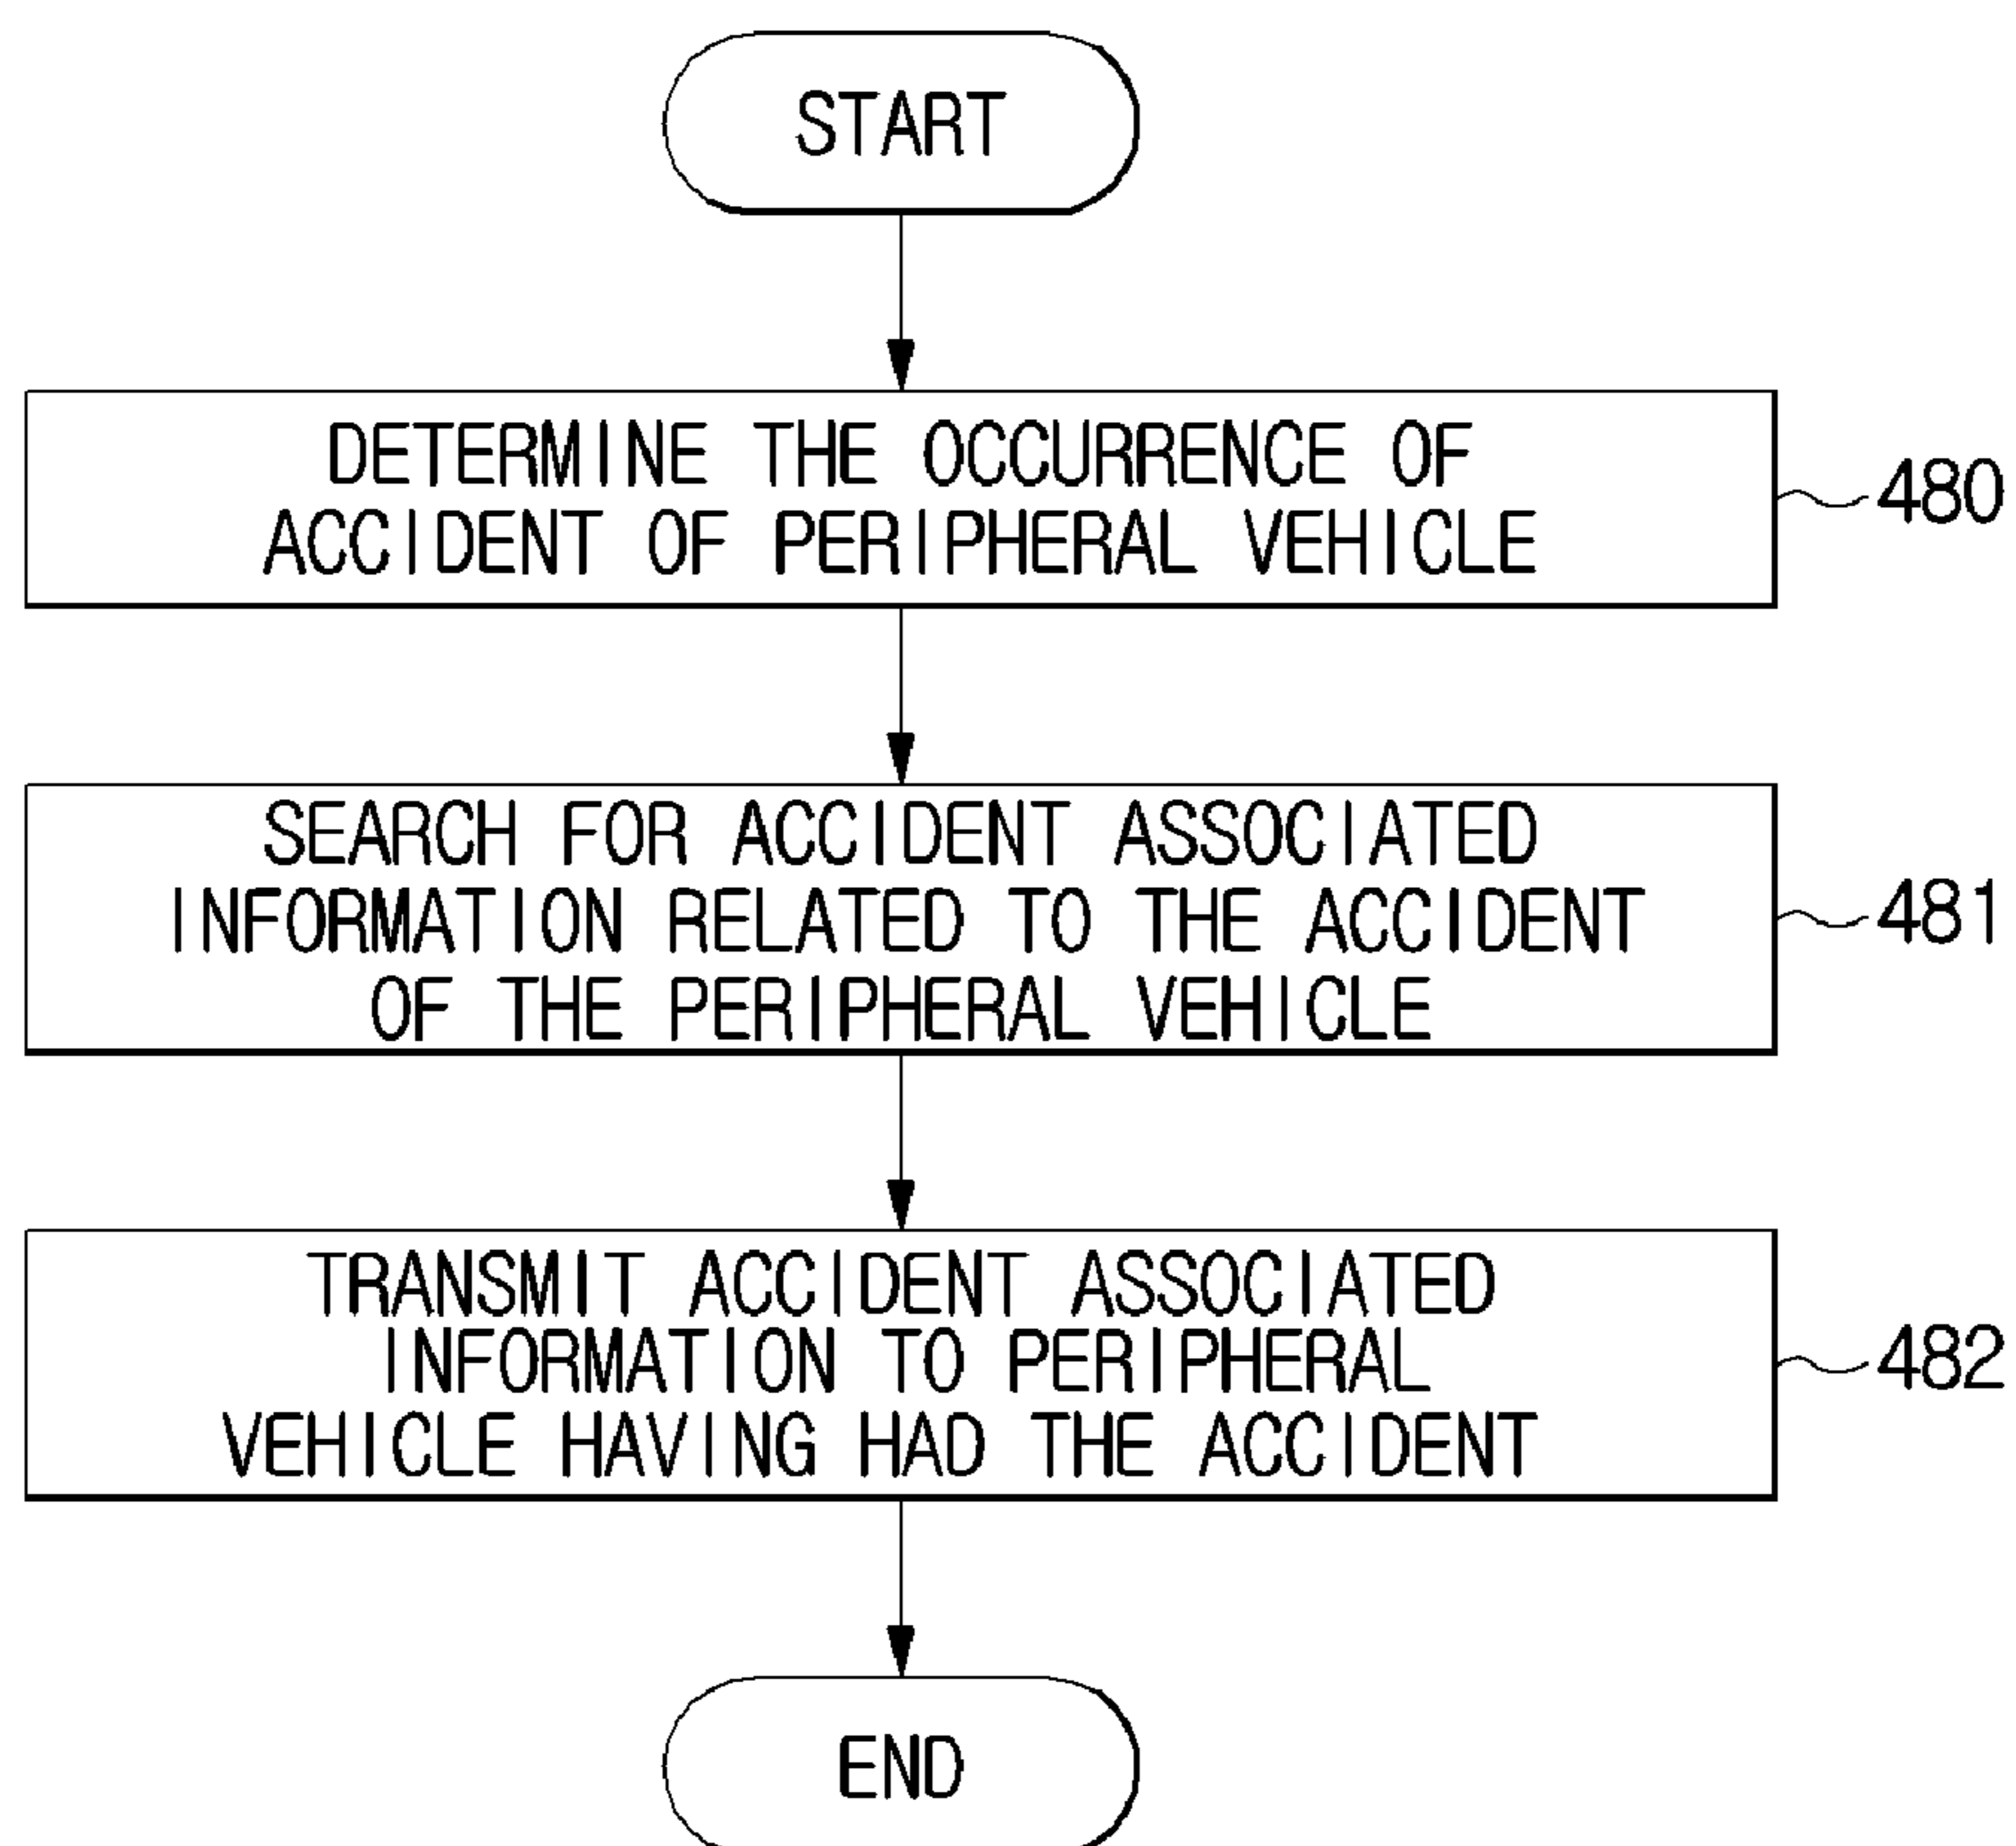 START
DETERMINE THE OCCURRENCE OF
ACCIDENT OF PERIPHERAL VEHICLE
480
SEARCH FOR ACCIDENT ASSOCIATED
INFORMATION RELATED TO THE ACCIDENT
OF THE PERIPHERAL VEHICLE
481
TRANSMIT ACCIDENT ASSOCIATED
INFORMATION TO PERIPHERAL
VEHICLE HAVING HAD THE ACCIDENT
482
END